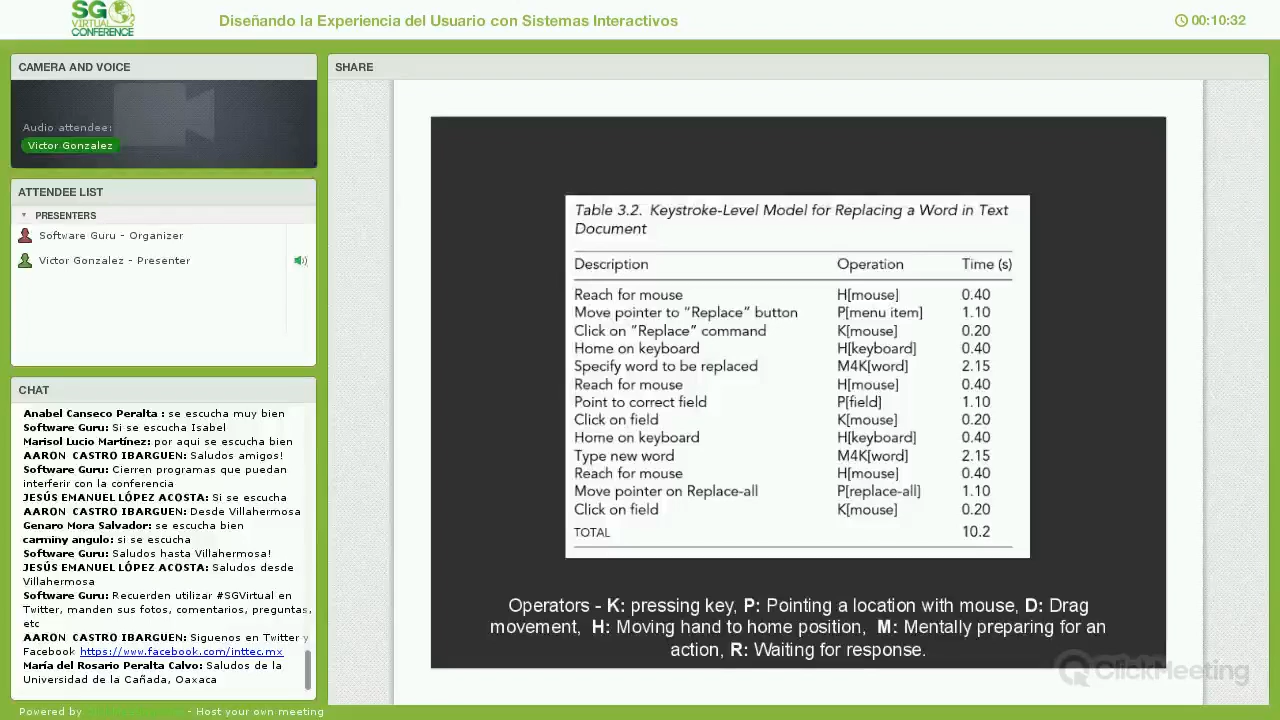 SG
VIRTUAL
CONFERENCE
Diseñando la Experiencia del Usuario con Sistemas Interactivos
00:10:32
CAMERA AND VOICE
Audio attendee:
Victor Gonzalez
ATTENDEE LIST
PRESENTERS
Software Guru - Organizer
Victor Gonzalez - Presenter
CHAT
Anabel Canseco Peralta : se escucha muy bien
Software Guru: Si se escucha Isabel
Marisol Lucio Martínez: por aqui se escucha bien
AARON CASTRO IBARGUEN: Saludos amigos!
Software Guru: Cierren programas que puedan
interferir con la conferencia
JESÚS EMANUEL LÓPEZ ACOSTA: Si se escucha
AARON CASTRO IBARGUEN: Desde Villahermosa
Genaro Mora Salvador: se escucha bien
carminy angulo: si se escucha
Software Guru: Saludos hasta Villahermosa!
JESÚS EMANUEL LÓPEZ ACOSTA: Saludos desde
Villahermosa
Software Guru: Recuerden utilizar #SGVirtual en
Twitter, manden sus fotos, comentarios, preguntas,
etc
AARON CASTRO IBARGUEN: Siguenos en Twitter y
Facebook https://www.facebook.com/inttec.mx
María del Rosario Peralta Calvo: Saludos de la
Universidad de la Cañada, Oaxaca
Powered by - Host your own meeting
SHARE
Table 3.2. Keystroke-Level Model for Replacing a Word in Text
Document
Description Operation Time (s)
Reach for mouse H[mouse] 0.40
Move pointer to “Replace” button P[menu item] 1.10
Click on “Replace” command K[mouse] 0.20
Home on keyboard H[keyboard] 0.40
Specify word to be replaced M4K[word] 2.15
Reach for mouse H[mouse] 0.40
Point to correct field P[field] 1.10
Click on field K[mouse] 0.20
Home on keyboard H[keyboard] 0.40
Type new word M4K[word] 2.15
Reach for mouse H[mouse] 0.40
Move pointer on Replace-all P[replace-all] 1.10
Click on field K[mouse] 0.20
TOTAL 10.2
Operators - K: pressing key, P: Pointing a location with mouse, D: Drag
movement, H: Moving hand to home position, M: Mentally preparing for an
action, R: Waiting for response.
ClickMeeting